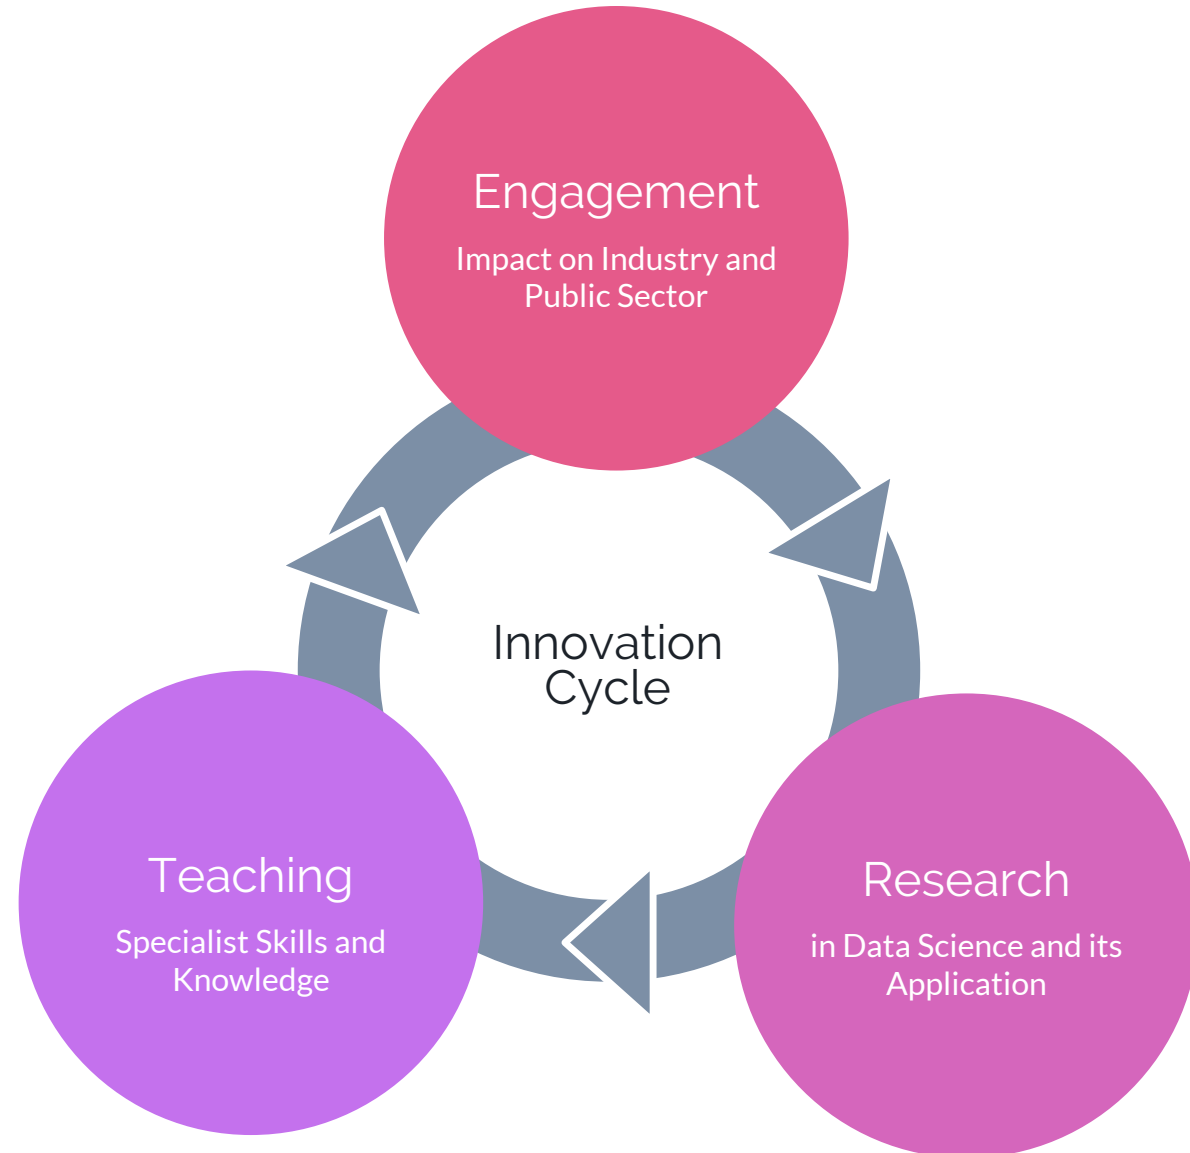 Engagement
Impact on Industry and
Public Sector
Innovation
Cycle
Teaching
Specialist Skills and
Knowledge
Research
in Data Science and its
Application